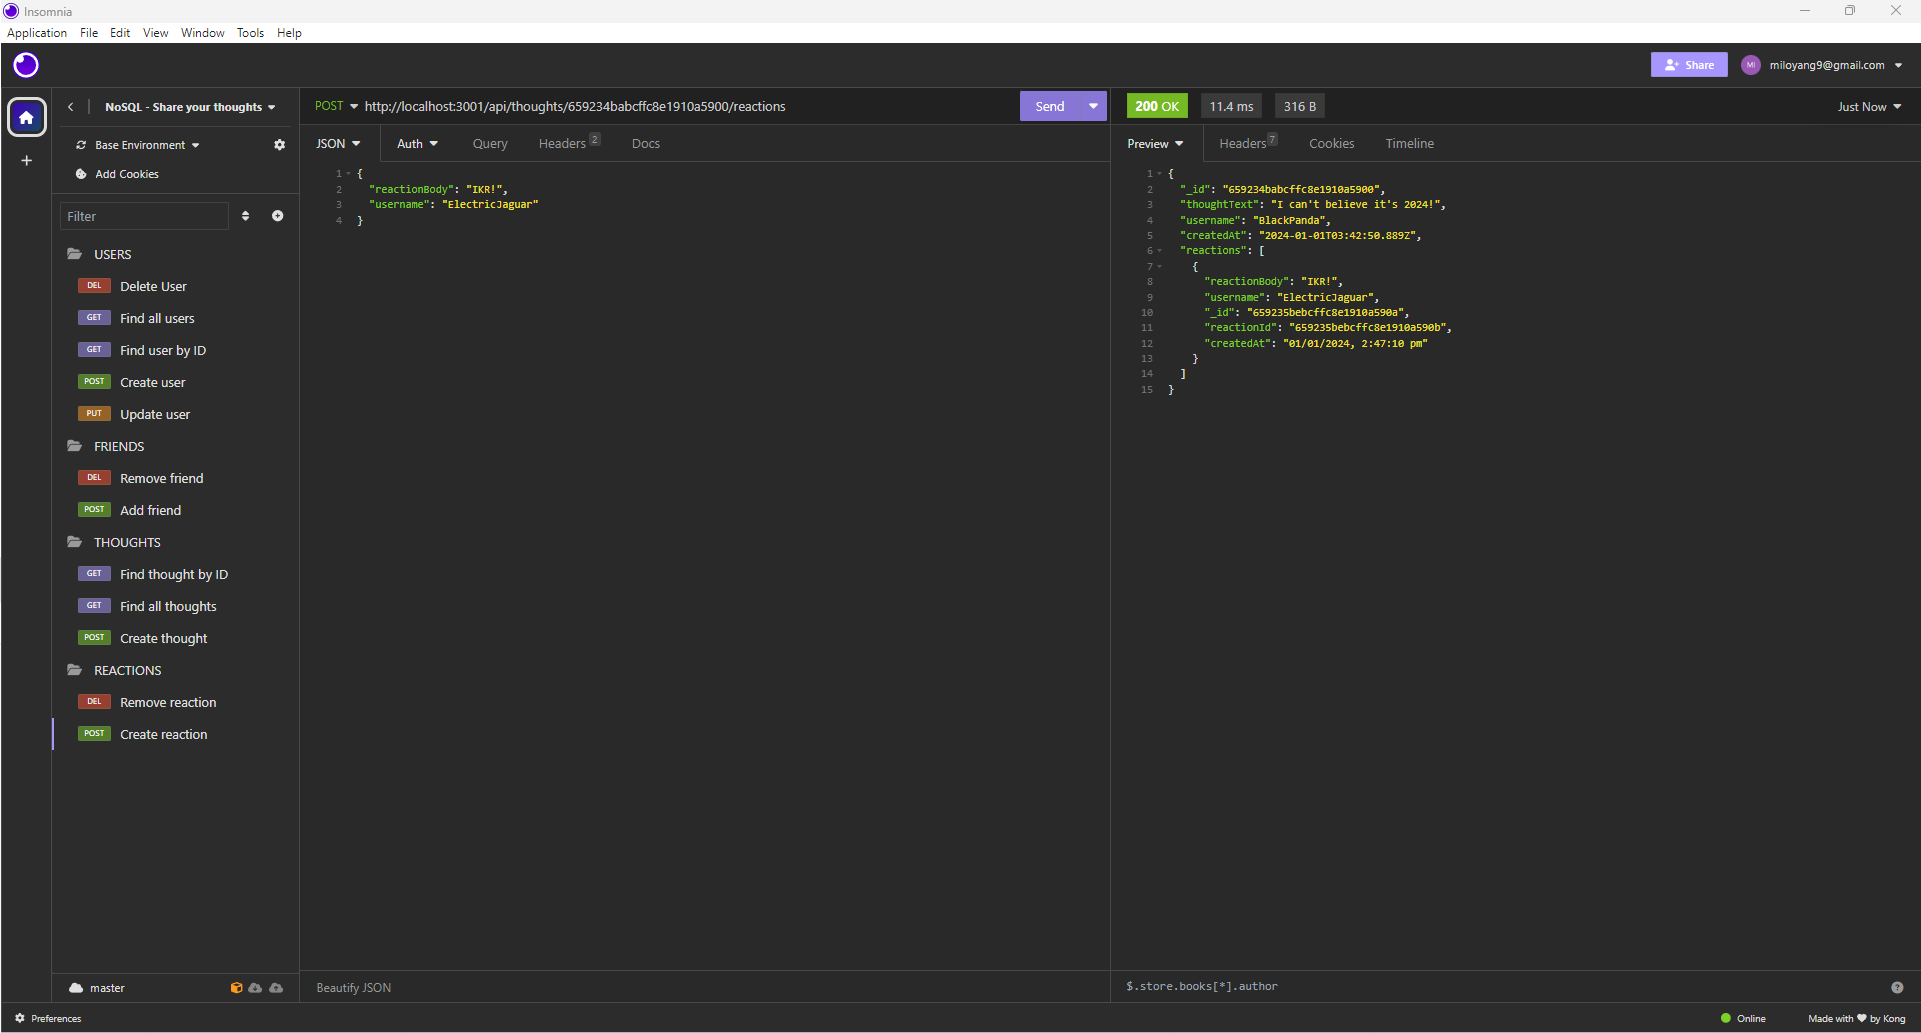 Insomnia
Application File Edit View Window Tools Help
Share MI miloyang9@gmail.com
NoSQL - Share your thoughts
Base Environment
Add Cookies
Filter
USERS
DEL Delete User
GET Find all users
GET Find user by ID
POST Create user
PUT Update user
FRIENDS
DEL Remove friend
POST Add friend
THOUGHTS
GET Find thought by ID
GET Find all thoughts
POST Create thought
REACTIONS
DEL Remove reaction
POST Create reaction
master
POST http://localhost:3001/api/thoughts/659234babcffc8e1910a5900/reactions Send
JSON Auth Query Headers 2 Docs
1 {
2 "reactionBody": "IKR!",
3 "username": "ElectricJaguar"
4 }
Beautify JSON
200 OK 11.4 ms 316 B Just Now
Preview Headers 7 Cookies Timeline
1 {
2 "_id": "659234babcffc8e1910a5900",
3 "thoughtText": "I can't believe it's 2024!",
4 "username": "BlackPanda",
5 "createdAt": "2024-01-01T03:42:50.889Z",
6 "reactions": [
7 {
8 "reactionBody": "IKR!",
9 "username": "ElectricJaguar",
10 "_id": "659235bebcffc8e1910a590a",
11 "reactionId": "659235bebcffc8e1910a590b",
12 "createdAt": "01/01/2024, 2:47:10 pm"
13 }
14 ]
15 }
$.store.books[*].author
Preferences
Online Made with ♥ by Kong